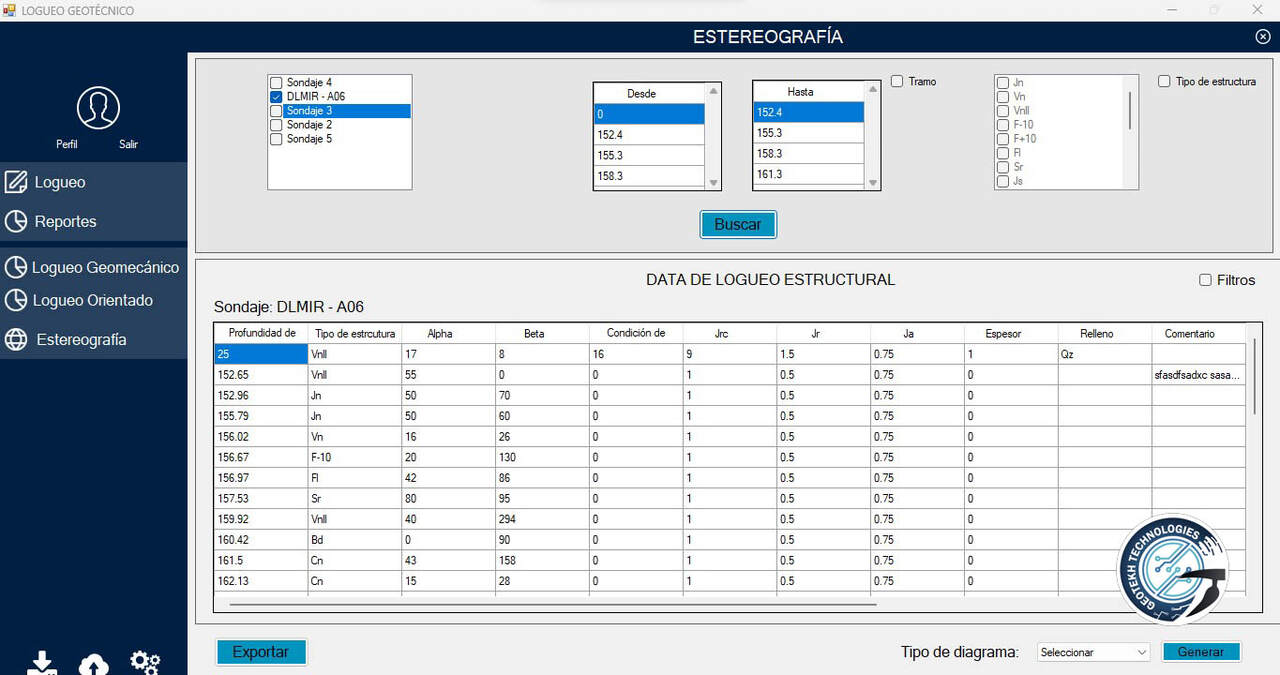 LOGUEO GEOTÉCNICO
ESTEREOGRAFÍA
Perfil Salir
Logueo
Reportes
Logueo Geomecánico
Logueo Orientado
Estereografía
Sondaje 4
DLMIR - A06
Sondaje 3
Sondaje 2
Sondaje 5
Desde
0
152.4
155.3
158.3
Hasta
152.4
155.3
158.3
161.3
Tramo
Jn
Vn
Vnll
F-10
F+10
Fl
Sr
Js
Tipo de estructura
Buscar
DATA DE LOGUEO ESTRUCTURAL
Filtros
Sondaje: DLMIR - A06
Profundidad de Tipo de estrcutura Alpha Beta Condición de Jrc Jr Ja Espesor Relleno Comentario
25 Vnll 17 8 16 9 1.5 0.75 1 Qz
152.65 Vnll 55 0 0 1 0.5 0.75 0 sfasdfsadxc sasa...
152.96 Jn 50 70 0 1 0.5 0.75 0
155.79 Jn 50 60 0 1 0.5 0.75 0
156.02 Vn 16 26 0 1 0.5 0.75 0
156.67 F-10 20 130 0 1 0.5 0.75 0
156.97 Fl 42 86 0 1 0.5 0.75 0
157.53 Sr 80 95 0 1 0.5 0.75 0
159.92 Vnll 40 294 0 1 0.5 0.75 0
160.42 Bd 0 90 0 1 0.5 0.75 0
161.5 Cn 43 158 0 1 0.5 0.75 0
162.13 Cn 15 28 0 1 0.5 0.75 0
GEOTEKH TECHNOLOGIES
Exportar
Tipo de diagrama: Seleccionar Generar